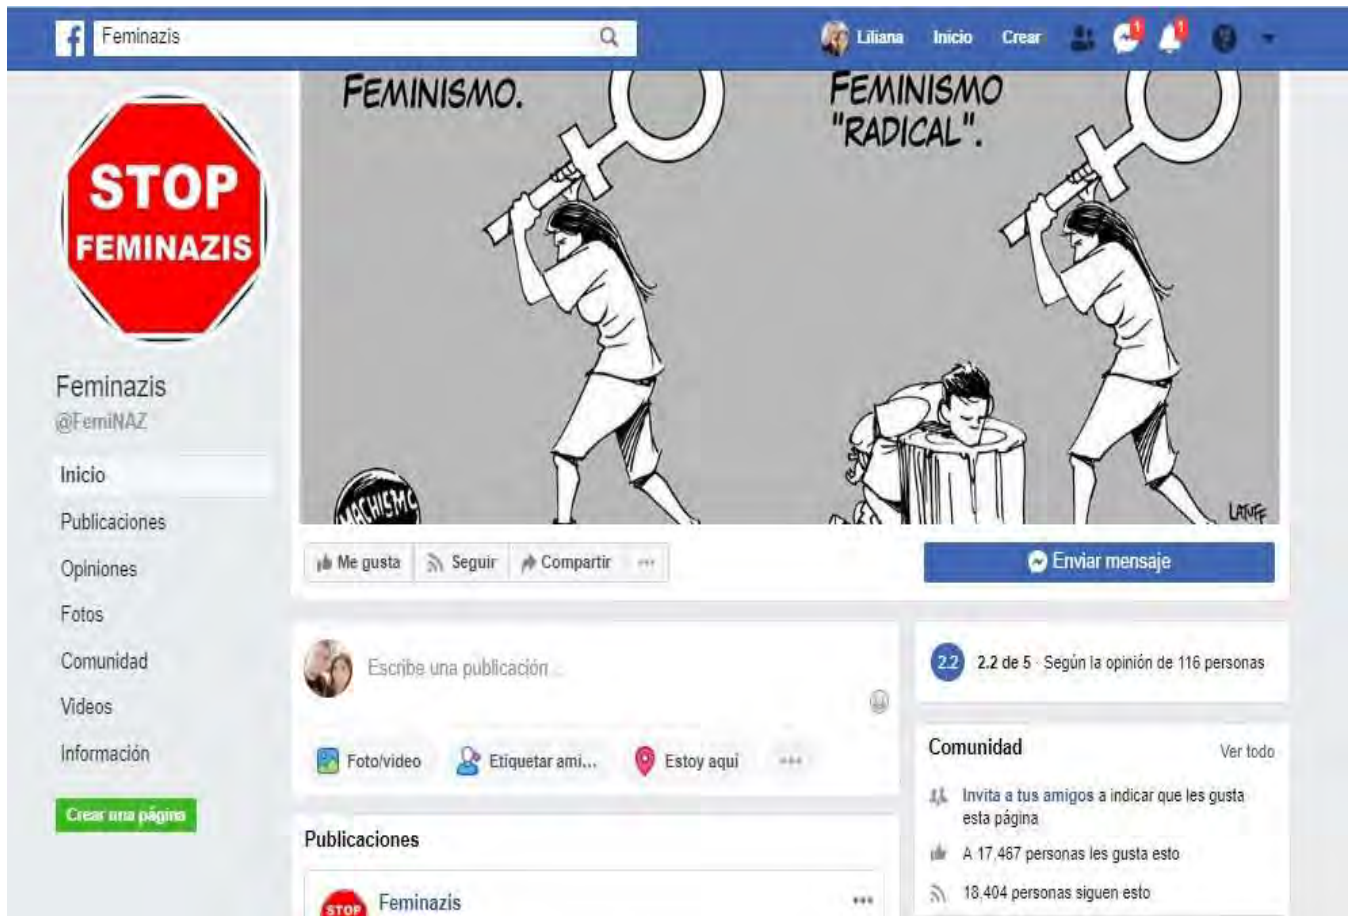 Feminazis
Liliana Inicio Crear 1 1
STOP
FEMINAZIS
Feminazis
@FemiNAZ
Inicio
Publicaciones
Opiniones
Fotos
Comunidad
Videos
Información
Crear una página
FEMINISMO.
FEMINISMO
"RADICAL".
MACHISMO
LATUFF
Me gusta Seguir Compartir ...
Enviar mensaje
Escribe una publicación ...
Foto/video Etiquetar ami... Estoy aquí ...
Publicaciones
STOP
Feminazis ...
2.2 2.2 de 5 · Según la opinión de 116 personas
Comunidad Ver todo
Invita a tus amigos a indicar que les gusta
esta página
A 17,467 personas les gusta esto
18,404 personas siguen esto